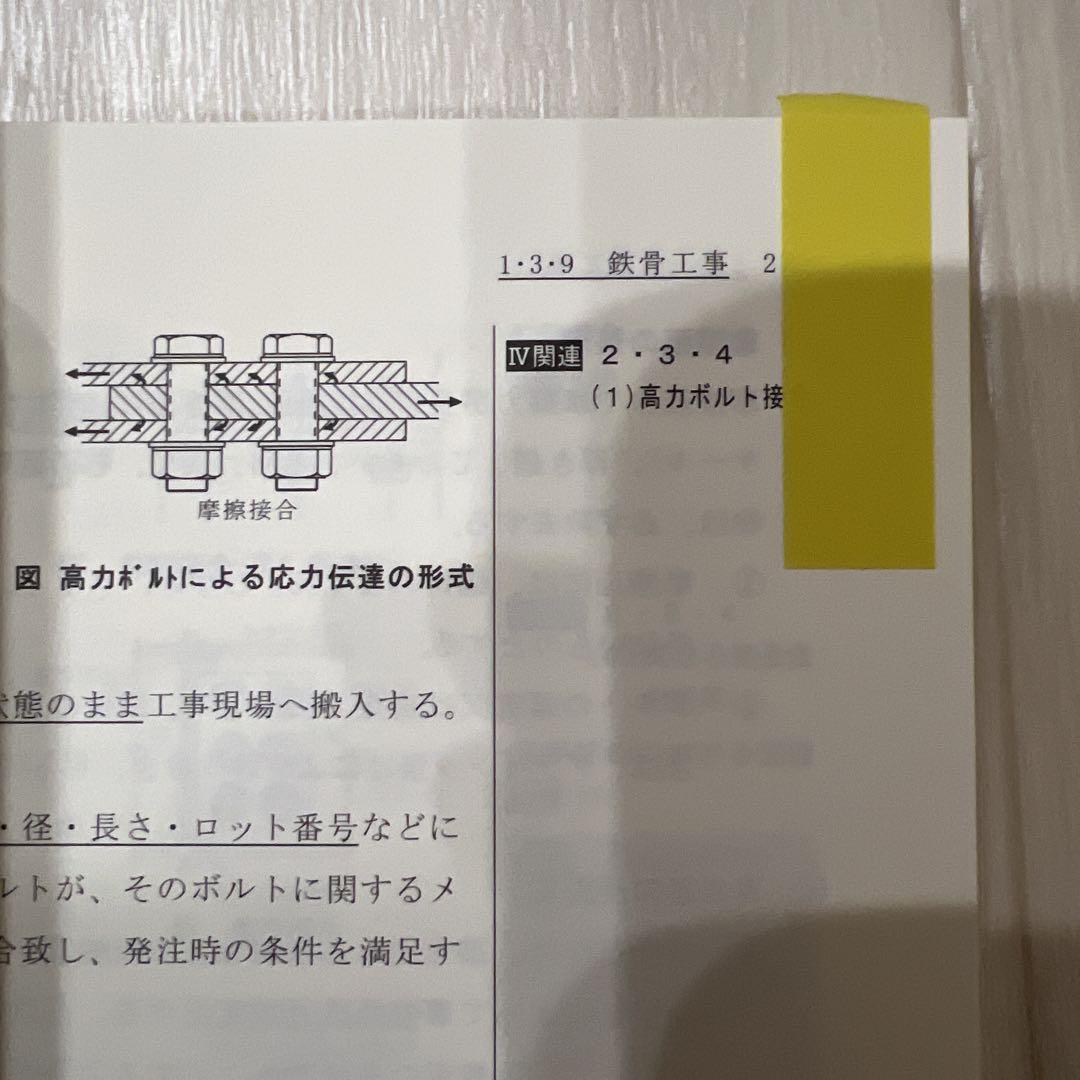 1・3・9 鉄骨工事 2
Ⅳ関連 2・3・4
(1)高力ボルト接
摩擦接合
図 高力ボルトによる応力伝達の形式
状態のまま工事現場へ搬入する。
・径・長さ・ロット番号などに
ルトが、そのボルトに関するメ
合致し、発注時の条件を満足す